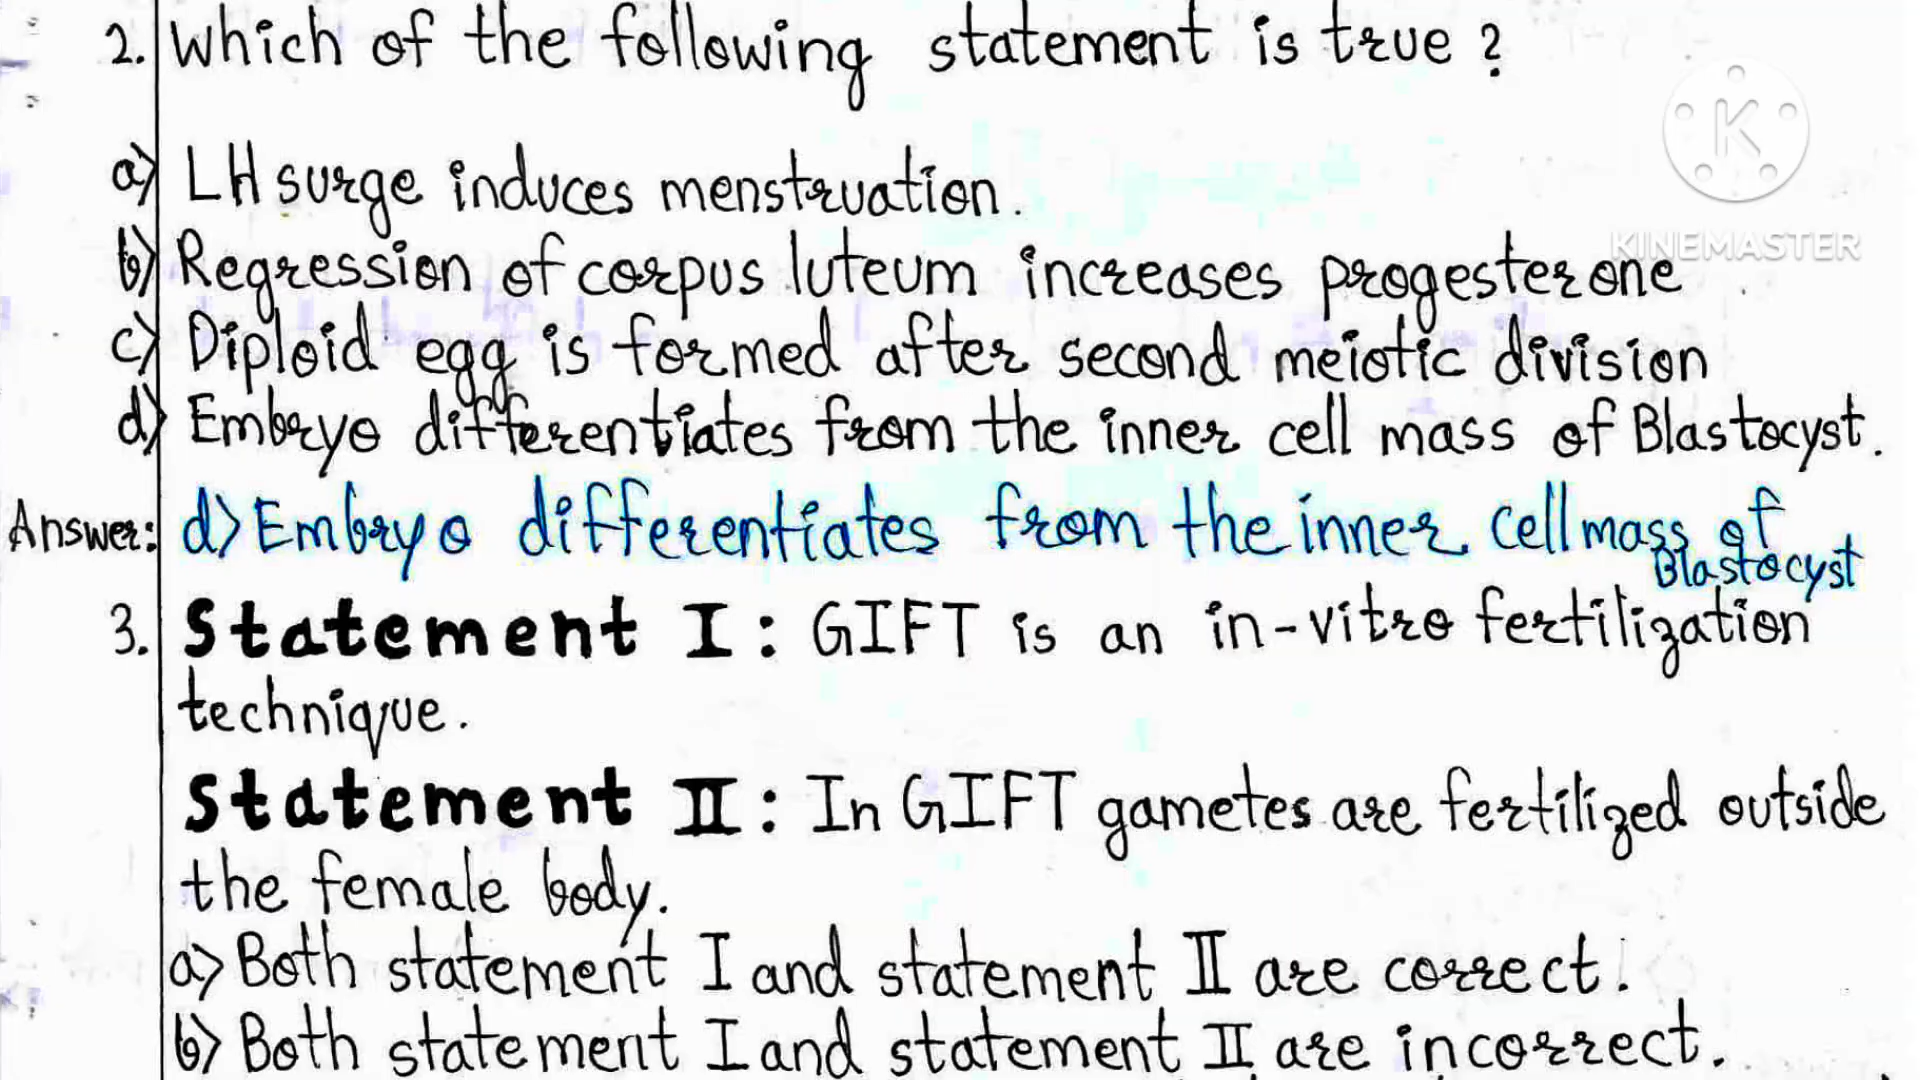 2. Which of the following statement is true ?
a) LH surge induces menstruation.
b) Regression of corpus luteum increases progesterone
c) Diploid egg is formed after second meiotic division
d) Embryo differentiates from the inner cell mass of Blastocyst.
Answer: d) Embryo differentiates from the inner cell mass of
Blastocyst
3. Statement I : GIFT is an in-vitro fertilization
technique.
Statement II : In GIFT gametes are fertilized outside
the female body.
a) Both statement I and statement II are correct.
b) Both statement I and statement II are incorrect.
K
KINEMASTER